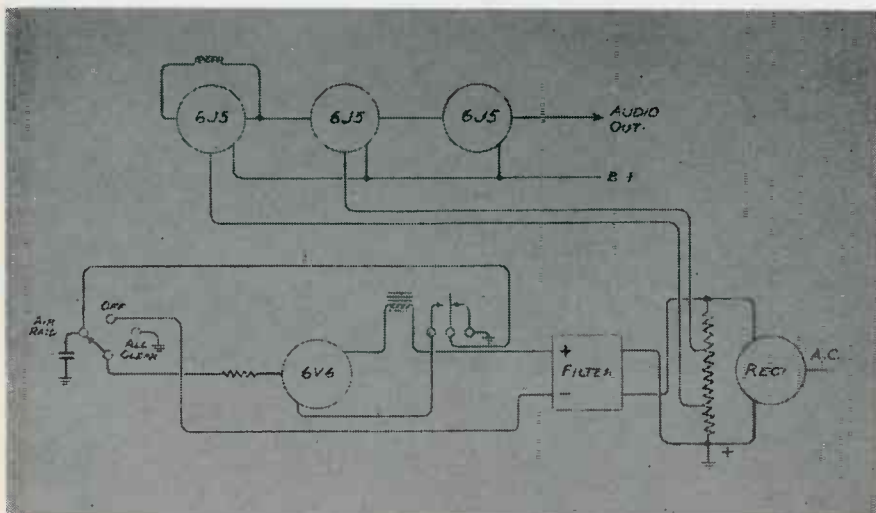 6J5
6J5
6J5
AUDIO
OUT.
B+
AIR
RAID
OFF
ALL
CLEAR
6V6
+
FILTER
−
RECT
A.C.
+